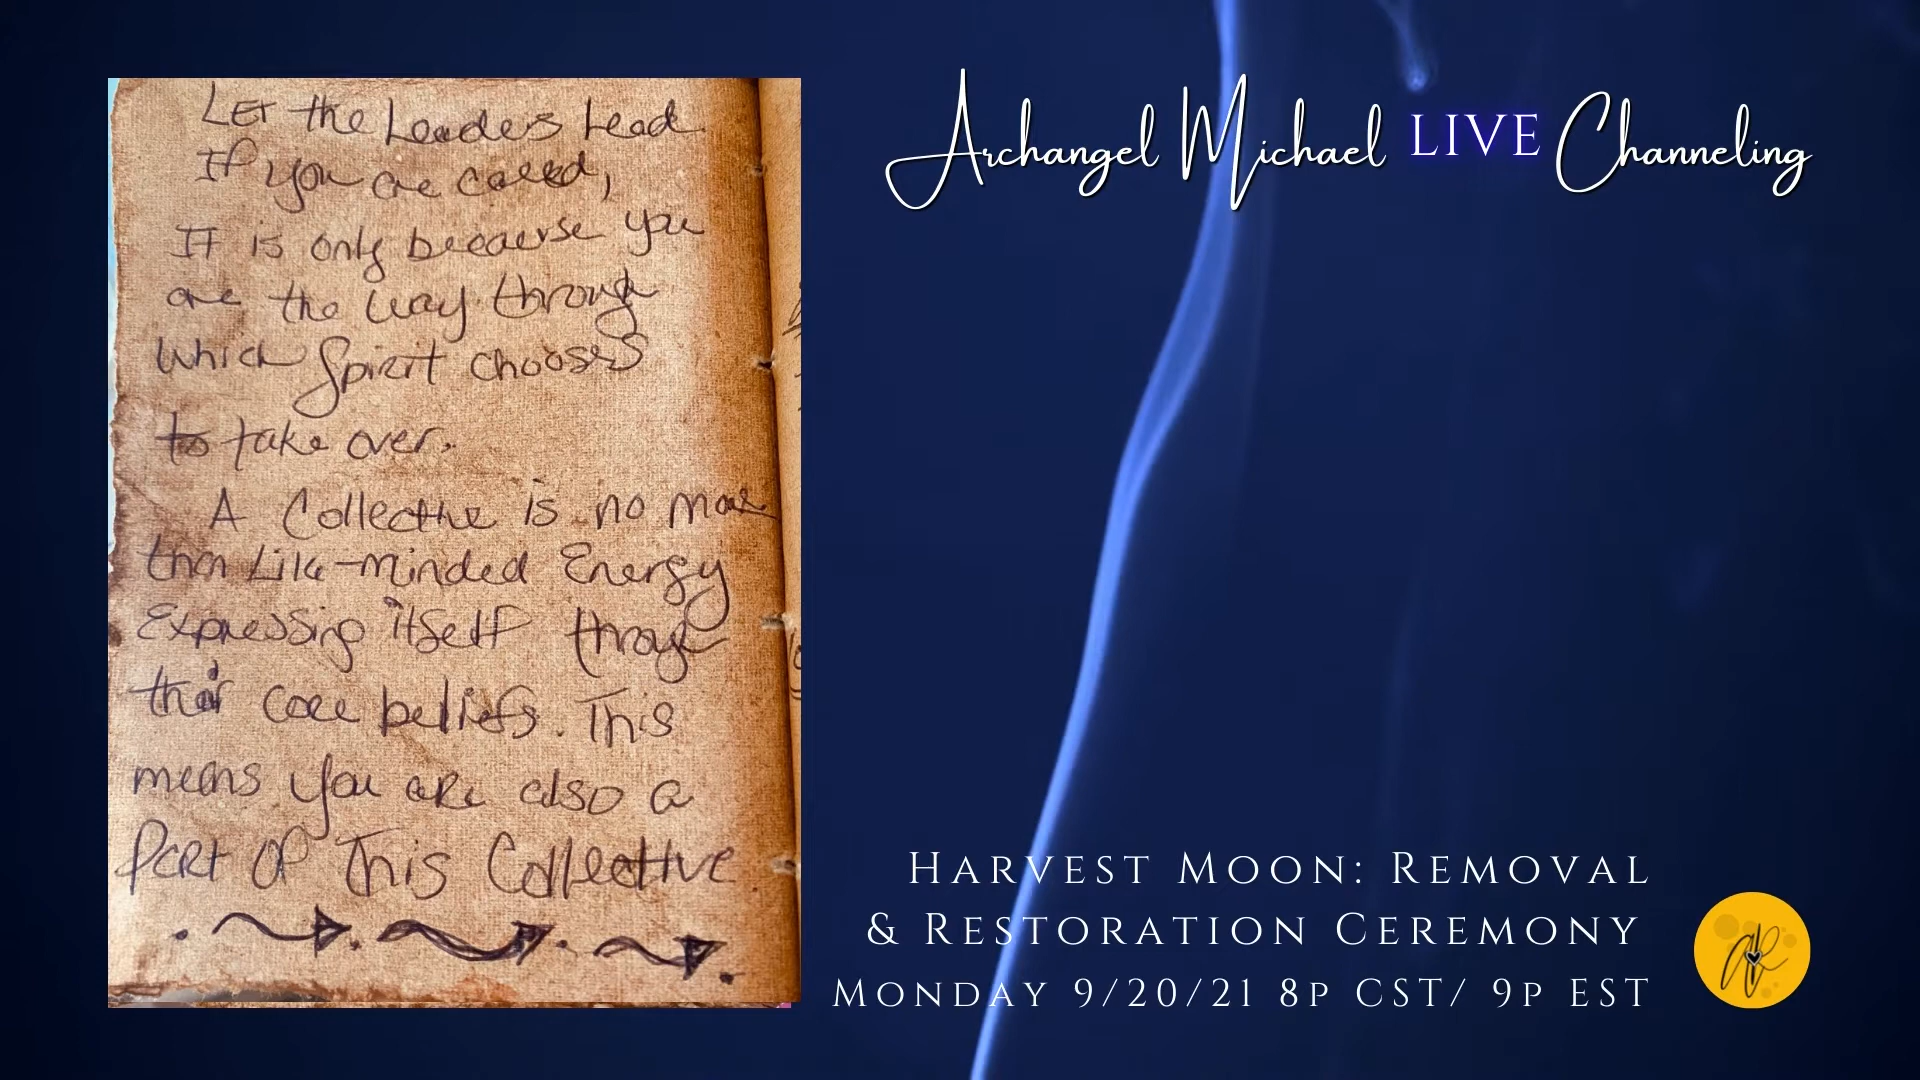 Let the Leaders Lead.
If you are called,
It is only because you
are the way through
which Spirit chooses
to take over.
A Collective is no more
than Like-minded Energy
Expressing itself through
their core beliefs. This
means you are also a
Part Of This Collective.
Archangel Michael LIVE Channeling
Harvest Moon: Removal
& Restoration Ceremony
Monday 9/20/21 8p CST/ 9p EST